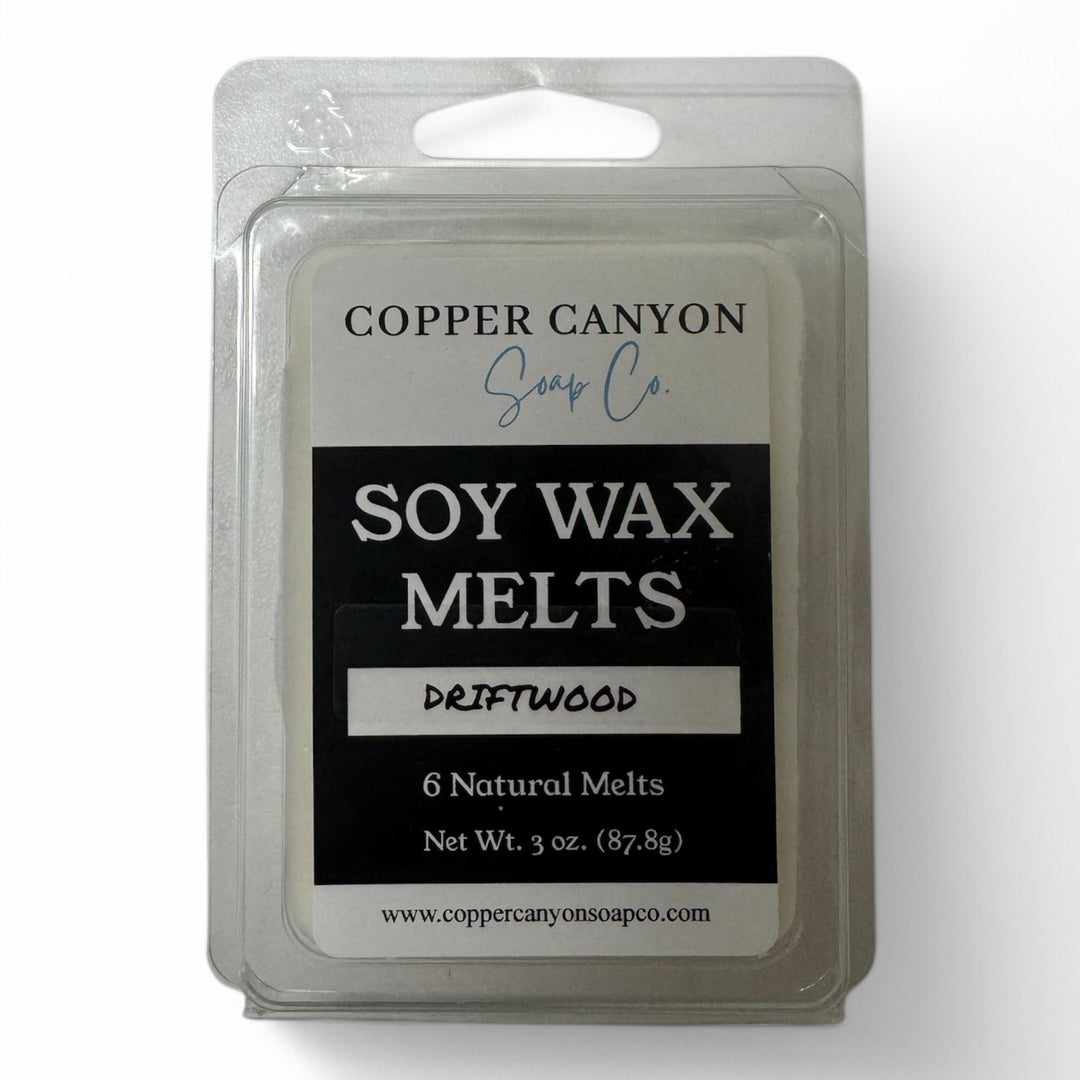 COPPER CANYON
Soap Co.
SOY WAX
MELTS
DRIFTWOOD
6 Natural Melts
Net Wt. 3 oz. (87.8g)
www.coppercanyonsoapco.com